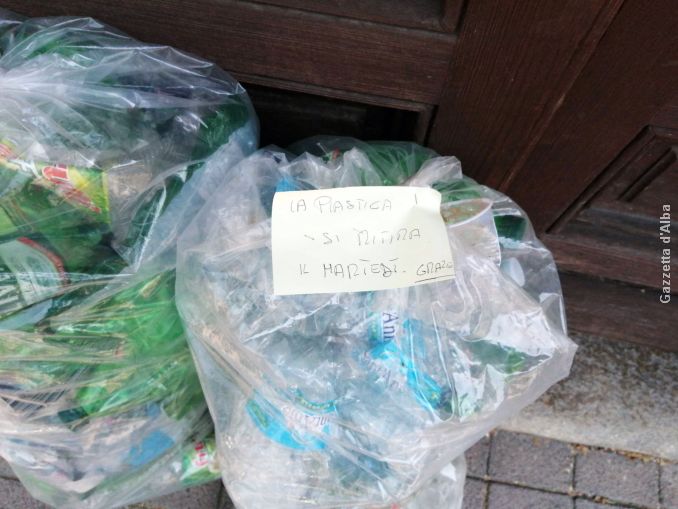 LA PLASTICA !
SI RITIRA
IL MARTEDÌ. GRAZIE
Gazzetta d'Alba